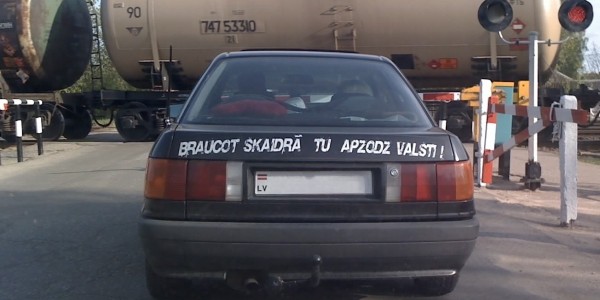 90
747 53310
BRAUCOT SKAIDRĀ TU APZODZ VALSTI!
LV